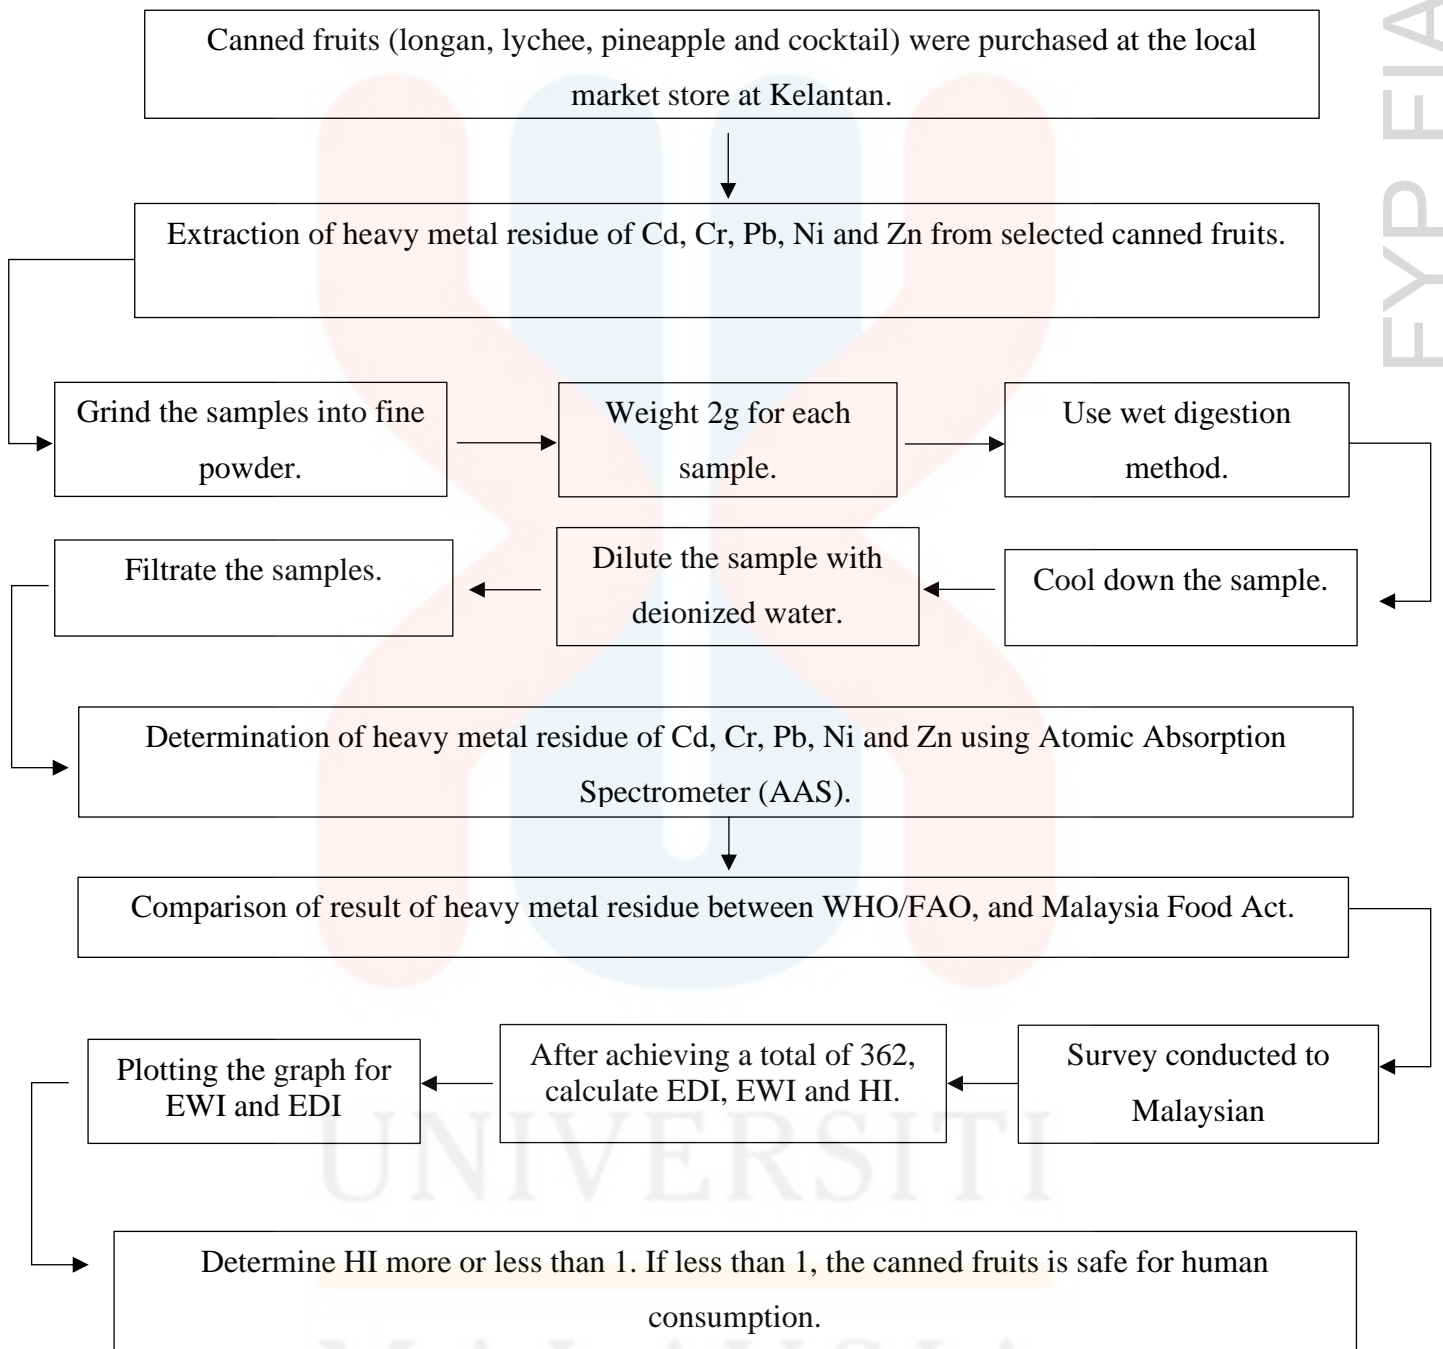 FYP FIA
Canned fruits (longan, lychee, pineapple and cocktail) were purchased at the local
market store at Kelantan.
Extraction of heavy metal residue of Cd, Cr, Pb, Ni and Zn from selected canned fruits.
Grind the samples into fine
powder.
Weight 2g for each
sample.
Use wet digestion
method.
Cool down the sample.
Dilute the sample with
deionized water.
Filtrate the samples.
Determination of heavy metal residue of Cd, Cr, Pb, Ni and Zn using Atomic Absorption
Spectrometer (AAS).
Comparison of result of heavy metal residue between WHO/FAO, and Malaysia Food Act.
Survey conducted to
Malaysian
After achieving a total of 362,
calculate EDI, EWI and HI.
Plotting the graph for
EWI and EDI
UNIVERSITI
Determine HI more or less than 1. If less than 1, the canned fruits is safe for human
consumption.